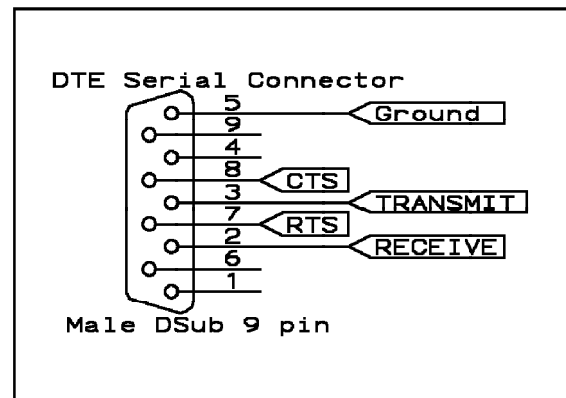 DTE Serial Connector
5
Ground
9
4
8
CTS
3
TRANSMIT
7
RTS
2
RECEIVE
6
1
Male DSub 9 pin